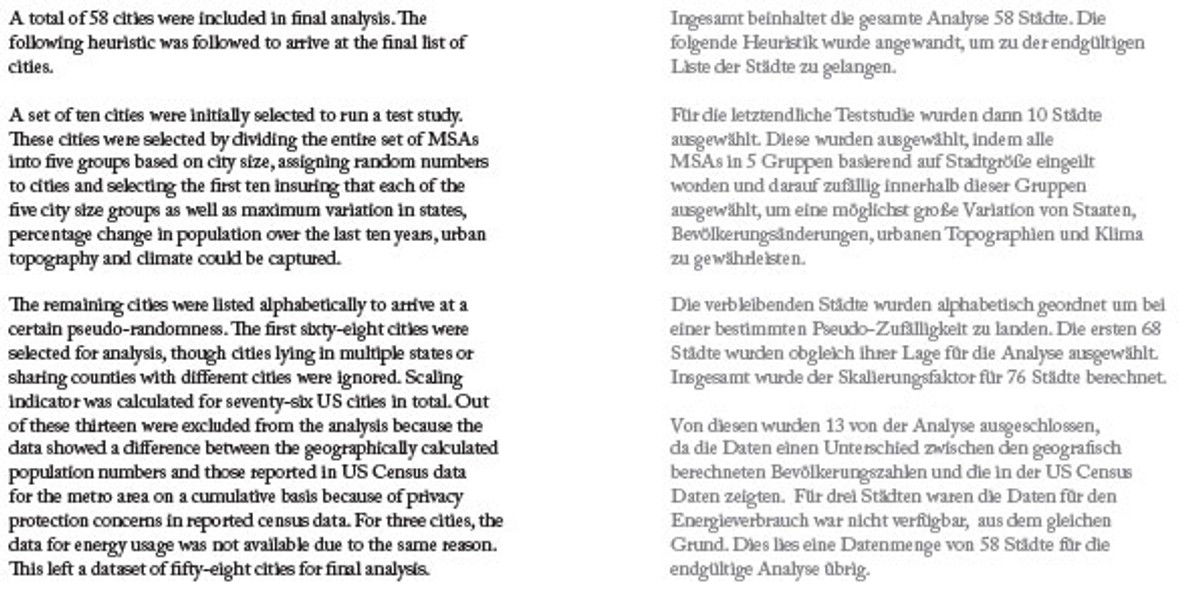 A total of 58 cities were included in final analysis. The
following heuristic was followed to arrive at the final list of
cities.
A set of ten cities were initially selected to run a test study.
These cities were selected by dividing the entire set of MSAs
into five groups based on city size, assigning random numbers
to cities and selecting the first ten insuring that each of the
five city size groups as well as maximum variation in states,
percentage change in population over the last ten years, urban
topography and climate could be captured.
The remaining cities were listed alphabetically to arrive at a
certain pseudo-randomness. The first sixty-eight cities were
selected for analysis, though cities lying in multiple states or
sharing counties with different cities were ignored. Scaling
indicator was calculated for seventy-six US cities in total. Out
of these thirteen were excluded from the analysis because the
data showed a difference between the geographically calculated
population numbers and those reported in US Census data
for the metro area on a cumulative basis because of privacy
protection concerns in reported census data. For three cities, the
data for energy usage was not available due to the same reason.
This left a dataset of fifty-eight cities for final analysis.
Ingesamt beinhaltet die gesamte Analyse 58 Städte. Die
folgende Heuristik wurde angewandt, um zu der endgültigen
Liste der Städte zu gelangen.
Für die letztendliche Teststudie wurden dann 10 Städte
ausgewählt. Diese wurden ausgewählt, indem alle
MSAs in 5 Gruppen basierend auf Stadtgröße eingeilt
worden und darauf zufällig innerhalb dieser Gruppen
ausgewählt, um eine möglichst große Variation von Staaten,
Bevölkerungsänderungen, urbanen Topographien und Klima
zu gewährleisten.
Die verbleibenden Städte wurden alphabetisch geordnet um bei
einer bestimmten Pseudo-Zufälligkeit zu landen. Die ersten 68
Städte wurden obgleich ihrer Lage für die Analyse ausgewählt.
Insgesamt wurde der Skalierungsfaktor für 76 Städte berechnet.
Von diesen wurden 13 von der Analyse ausgeschlossen,
da die Daten einen Unterschied zwischen den geografisch
berechneten Bevölkerungszahlen und die in der US Census
Daten zeigten. Für drei Städten waren die Daten für den
Energieverbrauch war nicht verfügbar, aus dem gleichen
Grund. Dies lies eine Datenmenge von 58 Städte für die
endgültige Analyse übrig.